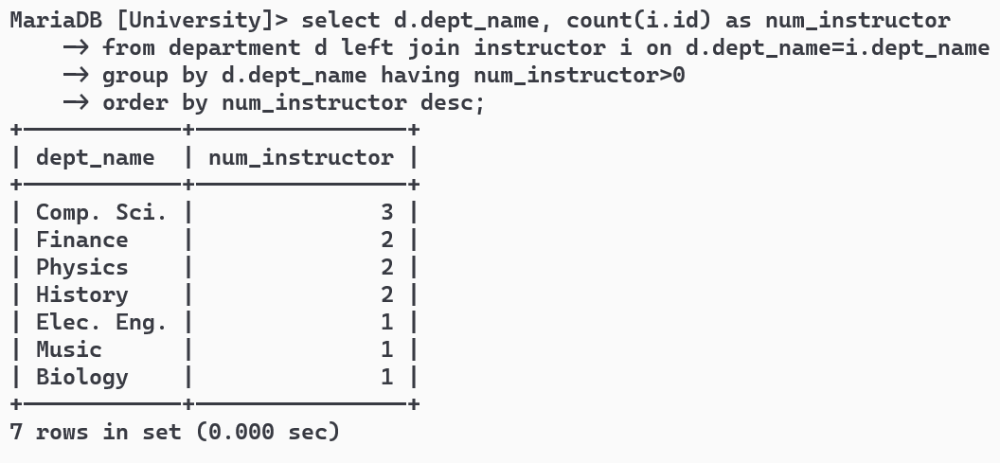 MariaDB [University]> select d.dept_name, count(i.id) as num_instructor
    -> from department d left join instructor i on d.dept_name=i.dept_name
    -> group by d.dept_name having num_instructor>0
    -> order by num_instructor desc;
+------------+----------------+
| dept_name  | num_instructor |
+------------+----------------+
| Comp. Sci. |              3 |
| Finance    |              2 |
| Physics    |              2 |
| History    |              2 |
| Elec. Eng. |              1 |
| Music      |              1 |
| Biology    |              1 |
+------------+----------------+
7 rows in set (0.000 sec)